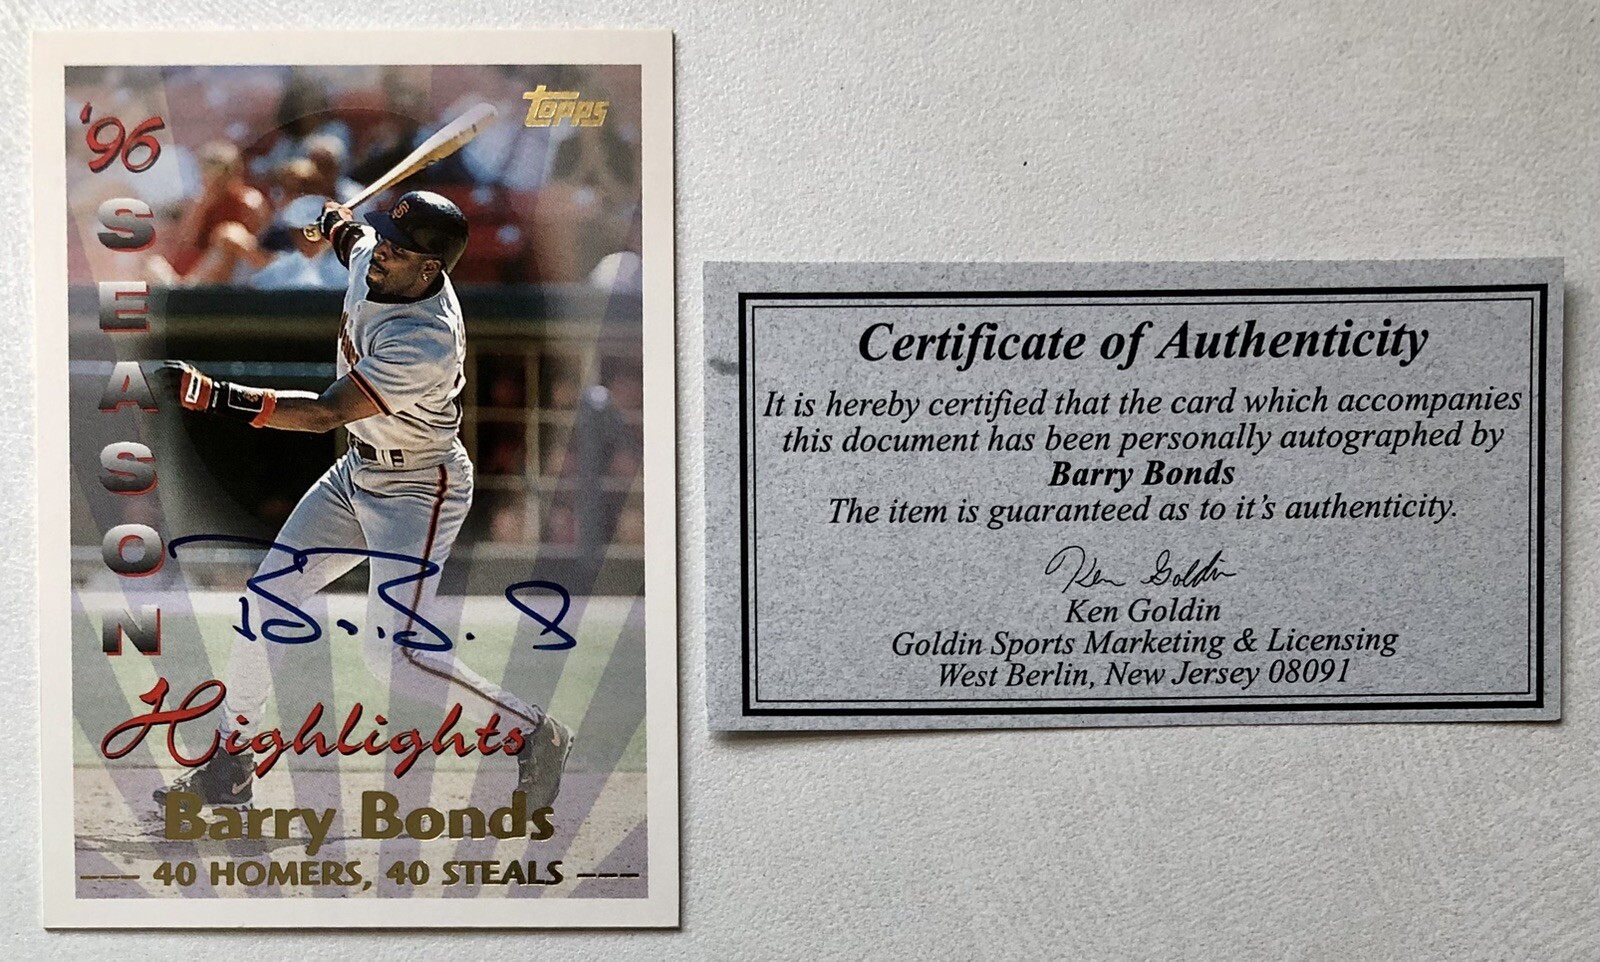 '96
Topps
SEASON
Highlights
Barry Bonds
--- 40 HOMERS, 40 STEALS ---
Certificate of Authenticity
It is hereby certified that the card which accompanies
this document has been personally autographed by
Barry Bonds
The item is guaranteed as to it's authenticity.
Ken Goldin
Ken Goldin
Goldin Sports Marketing & Licensing
West Berlin, New Jersey 08091